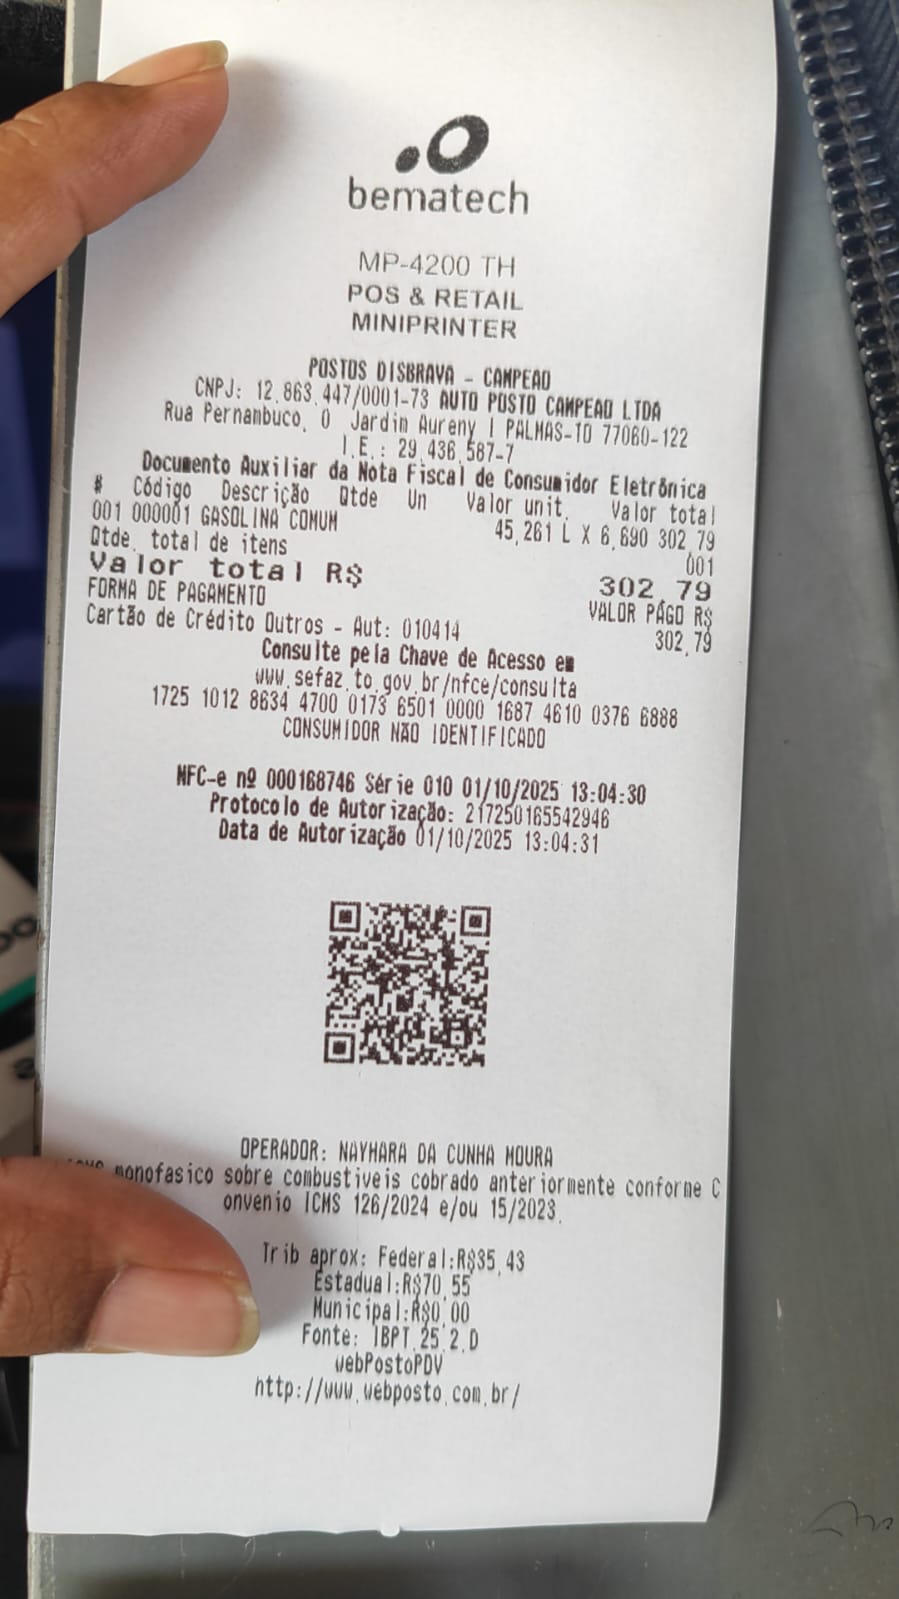 bematech
MP-4200 TH
POS & RETAIL
MINIPRINTER
POSTOS DISBRAVA - CAMPEAO
CNPJ: 12.863.447/0001-73 AUTO POSTO CAMPEAO LTDA
Rua Pernambuco, 0 Jardim Aureny I PALMAS-TO 77060-122
I.E.: 29.436.587-7
Documento Auxiliar da Nota Fiscal de Consumidor Eletrônica
# Código Descrição Qtde Un Valor unit. Valor total
001 000001 GASOLINA COMUM 45,261 L X 6,690 302,79
Qtde. total de itens 001
Valor total R$ 302,79
FORMA DE PAGAMENTO VALOR PAGO R$
Cartão de Crédito Outros - Aut: 010414 302,79
Consulte pela Chave de Acesso em
www.sefaz.to.gov.br/nfce/consulta
1725 1012 8634 4700 0173 6501 0000 1687 4610 0376 6888
CONSUMIDOR NÃO IDENTIFICADO
NFC-e nº 000168746 Série 010 01/10/2025 13:04:30
Protocolo de Autorização: 217250165542946
Data de Autorização 01/10/2025 13:04:31
OPERADOR: NAYHARA DA CUNHA MOURA
monofasico sobre combustiveis cobrado anteriormente conforme C
onvenio ICMS 126/2024 e/ou 15/2023.
Trib aprox: Federal:R$35,43
Estadual:R$70,55
Municipal:R$0,00
Fonte: IBPT.25.2.D
webPostoPDV
http://www.webposto.com.br/